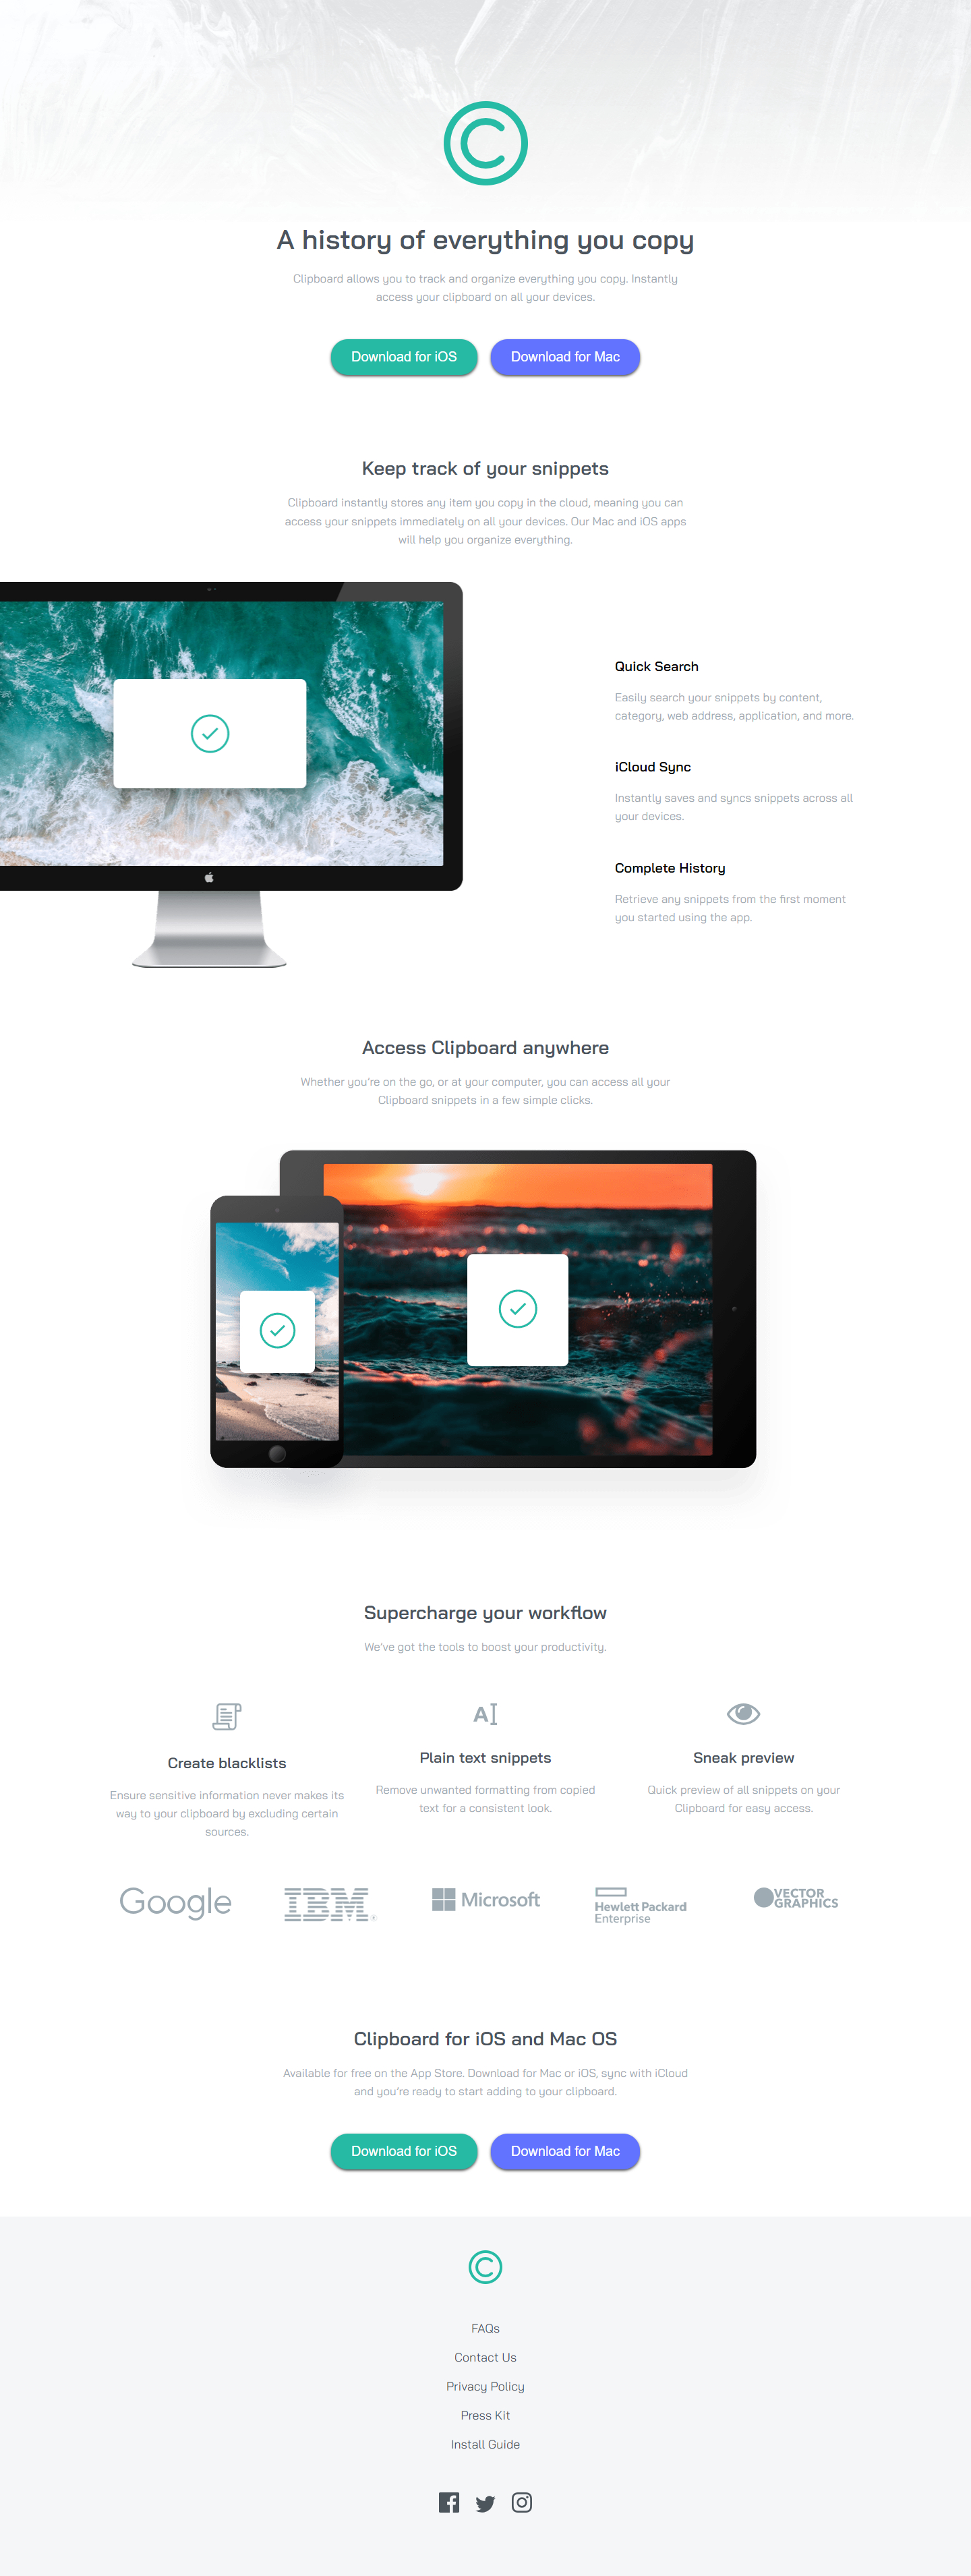 A history of everything you copy
Clipboard allows you to track and organize everything you copy. Instantly
access your clipboard on all your devices.
Download for iOS
Download for Mac
Keep track of your snippets
Clipboard instantly stores any item you copy in the cloud, meaning you can
access your snippets immediately on all your devices. Our Mac and iOS apps
will help you organize everything.
Quick Search
Easily search your snippets by content,
category, web address, application, and more.
iCloud Sync
Instantly saves and syncs snippets across all
your devices.
Complete History
Retrieve any snippets from the first moment
you started using the app.
Access Clipboard anywhere
Whether you're on the go, or at your computer, you can access all your
Clipboard snippets in a few simple clicks.
Supercharge your workflow
We've got the tools to boost your productivity.
Create blacklists
Ensure sensitive information never makes its
way to your clipboard by excluding certain
sources.
AI
Plain text snippets
Remove unwanted formatting from copied
text for a consistent look.
Sneak preview
Quick preview of all snippets on your
Clipboard for easy access.
Google
IBM®
Microsoft
Hewlett Packard
Enterprise
VECTOR
GRAPHICS
Clipboard for iOS and Mac OS
Available for free on the App Store. Download for Mac or iOS, sync with iCloud
and you're ready to start adding to your clipboard.
Download for iOS
Download for Mac
FAQs
Contact Us
Privacy Policy
Press Kit
Install Guide